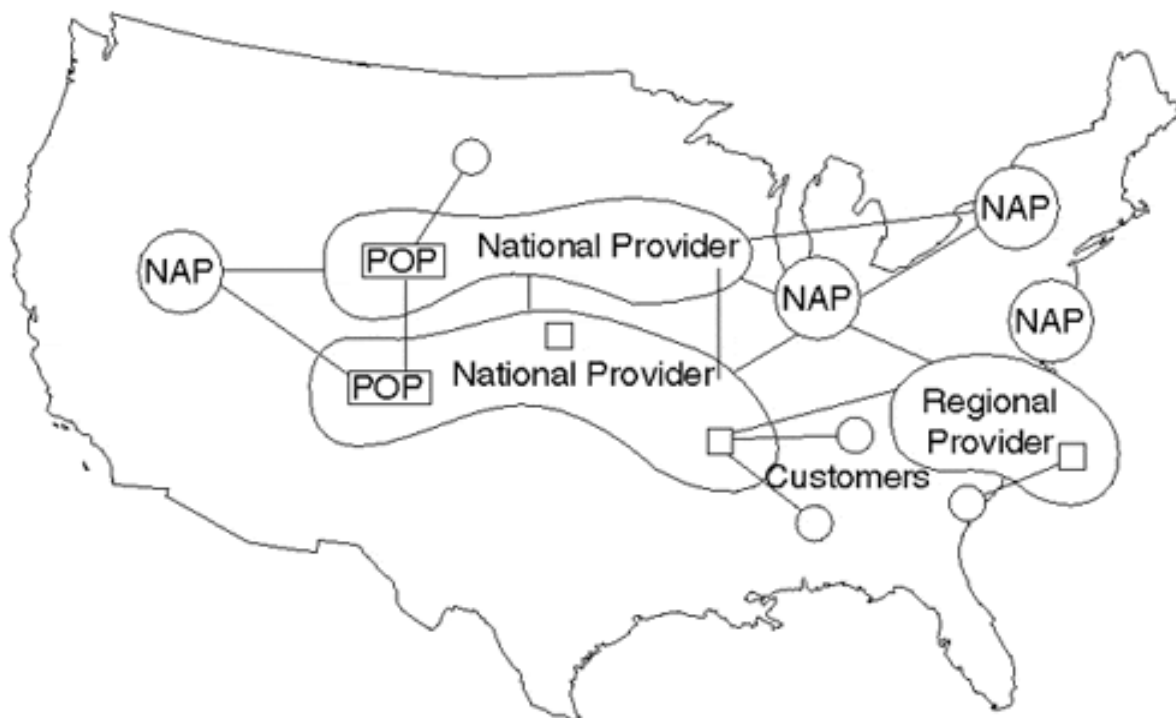 NAP
POP
National Provider
NAP
NAP
NAP
POP
National Provider
Regional
Provider
Customers